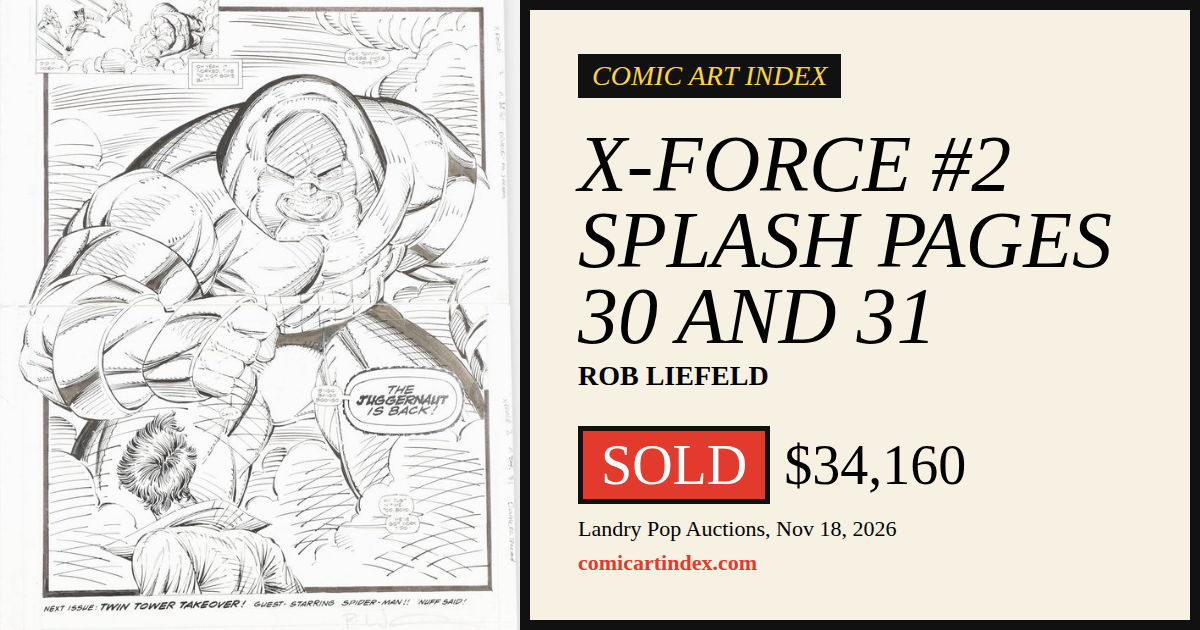 THE
JUGGERNAUT
IS BACK!
NEXT ISSUE: TWIN TOWER TAKEOVER! GUEST-STARRING SPIDER-MAN!! 'NUFF SAID!
COMIC ART INDEX
X-FORCE #2
SPLASH PAGES
30 AND 31
ROB LIEFELD
SOLD $34,160
Landry Pop Auctions, Nov 18, 2026
comicartindex.com